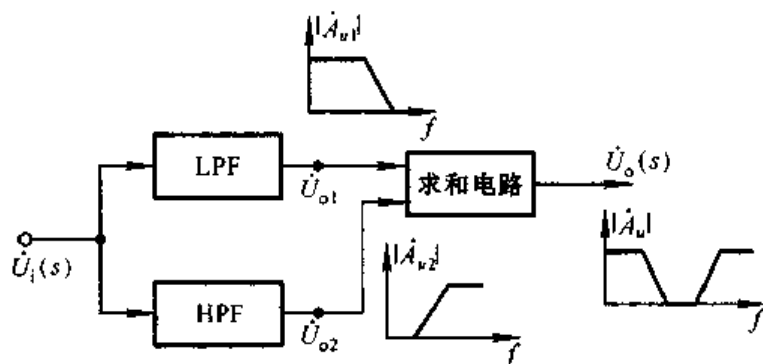 |Ȧu1|
f
LPF
U̇o1
求和电路
U̇o(s)
U̇i(s)
|Ȧu2|
f
|Ȧu|
f
HPF
U̇o2